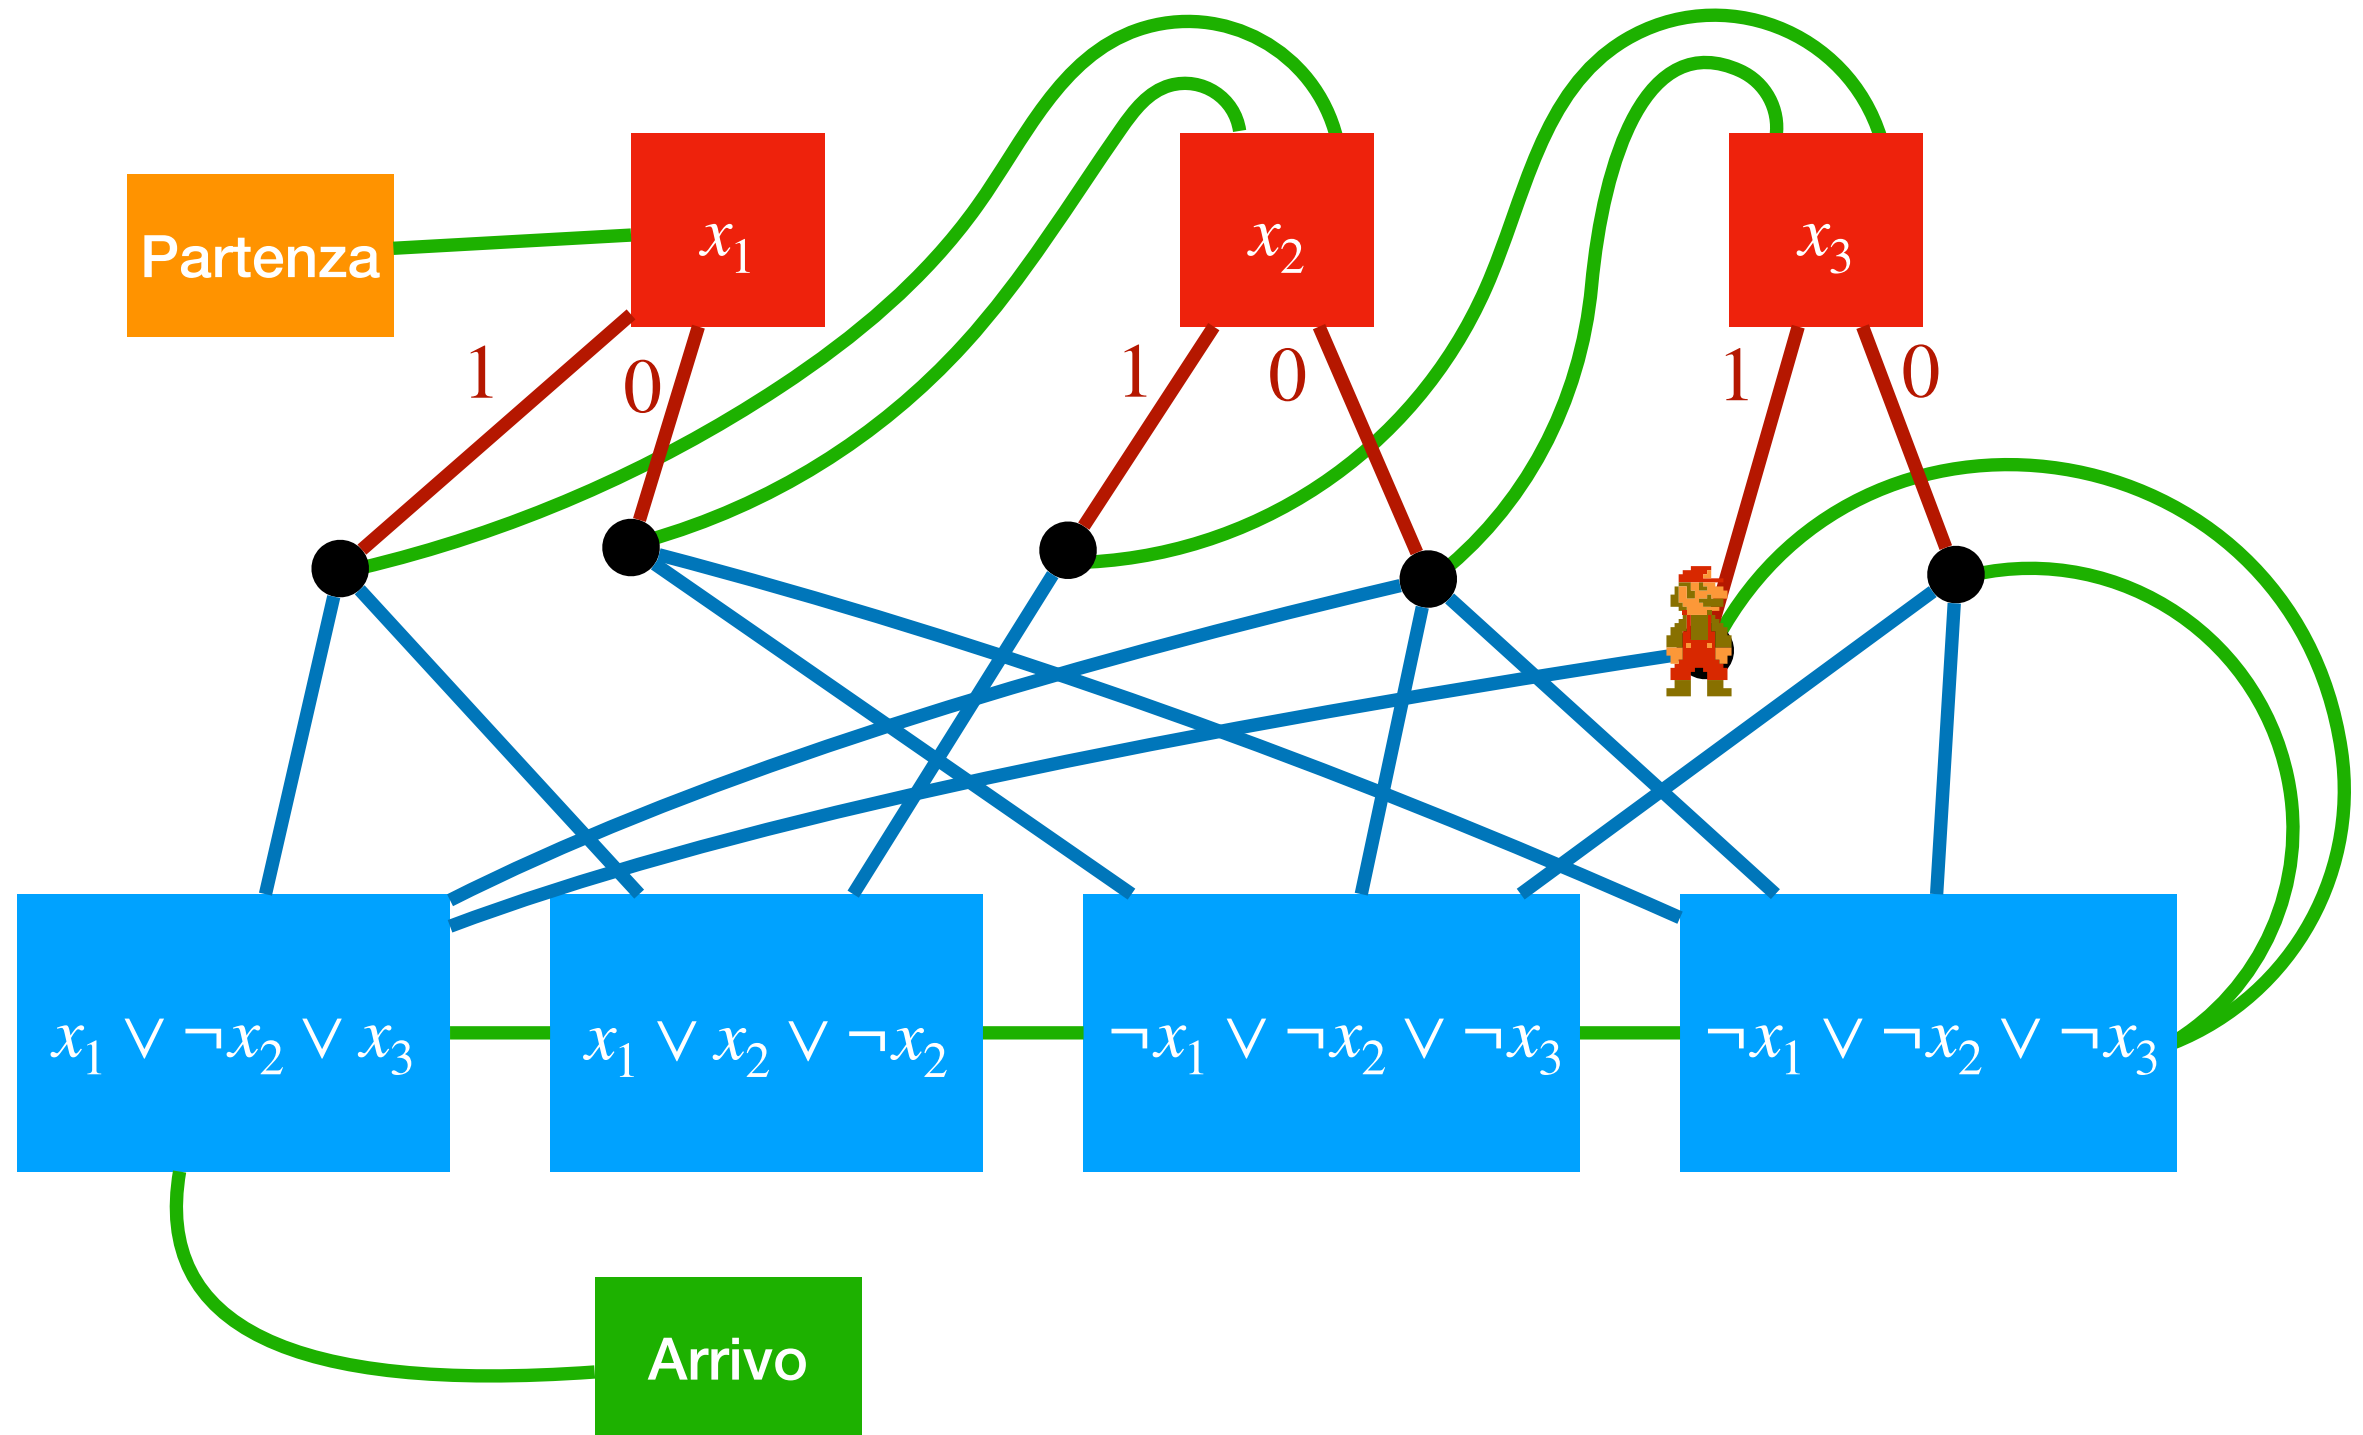 Partenza
x₁
x₂
x₃
1
0
1
0
1
0
x₁ ∨ ¬x₂ ∨ x₃
x₁ ∨ x₂ ∨ ¬x₂
¬x₁ ∨ ¬x₂ ∨ ¬x₃
¬x₁ ∨ ¬x₂ ∨ ¬x₃
Arrivo